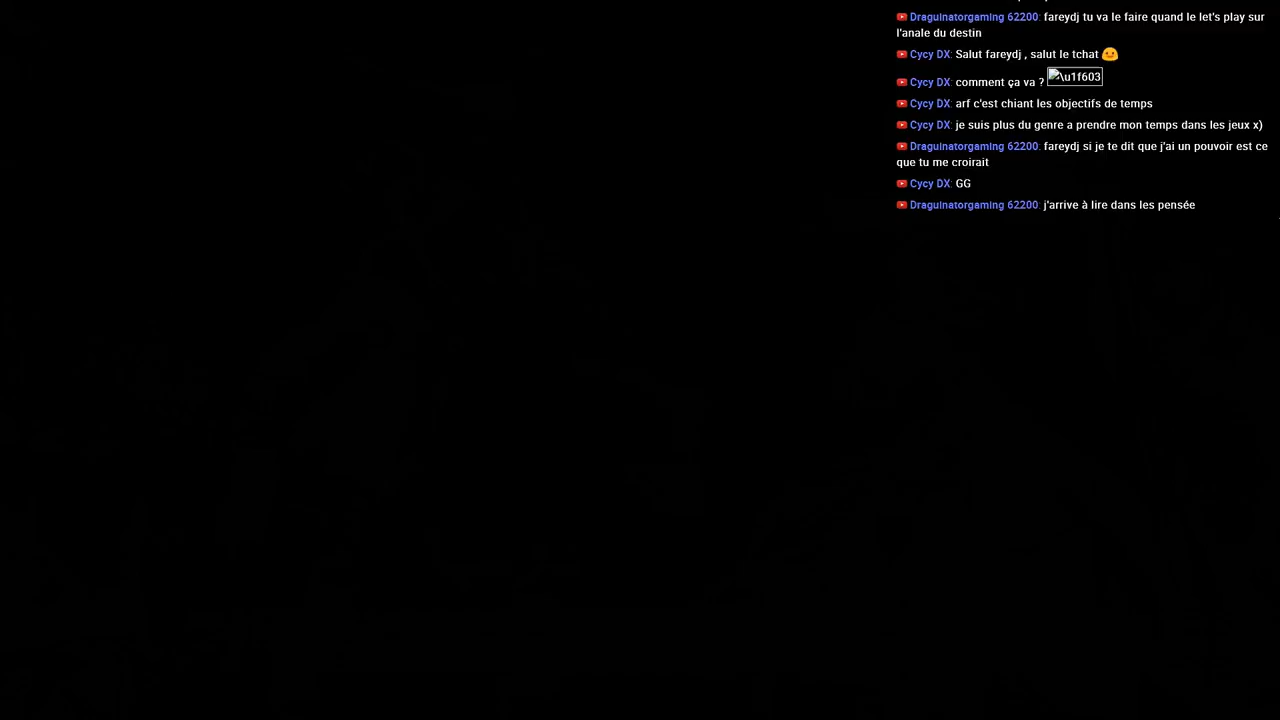 Draguinatorgaming 62200: fareydj tu va le faire quand le let's play sur
l'anale du destin
Cycy DX: Salut fareydj , salut le tchat
Cycy DX: comment ça va ? \u1f603
Cycy DX: arf c'est chiant les objectifs de temps
Cycy DX: je suis plus du genre a prendre mon temps dans les jeux x)
Draguinatorgaming 62200: fareydj si je te dit que j'ai un pouvoir est ce
que tu me croirait
Cycy DX: GG
Draguinatorgaming 62200: j'arrive à lire dans les pensée